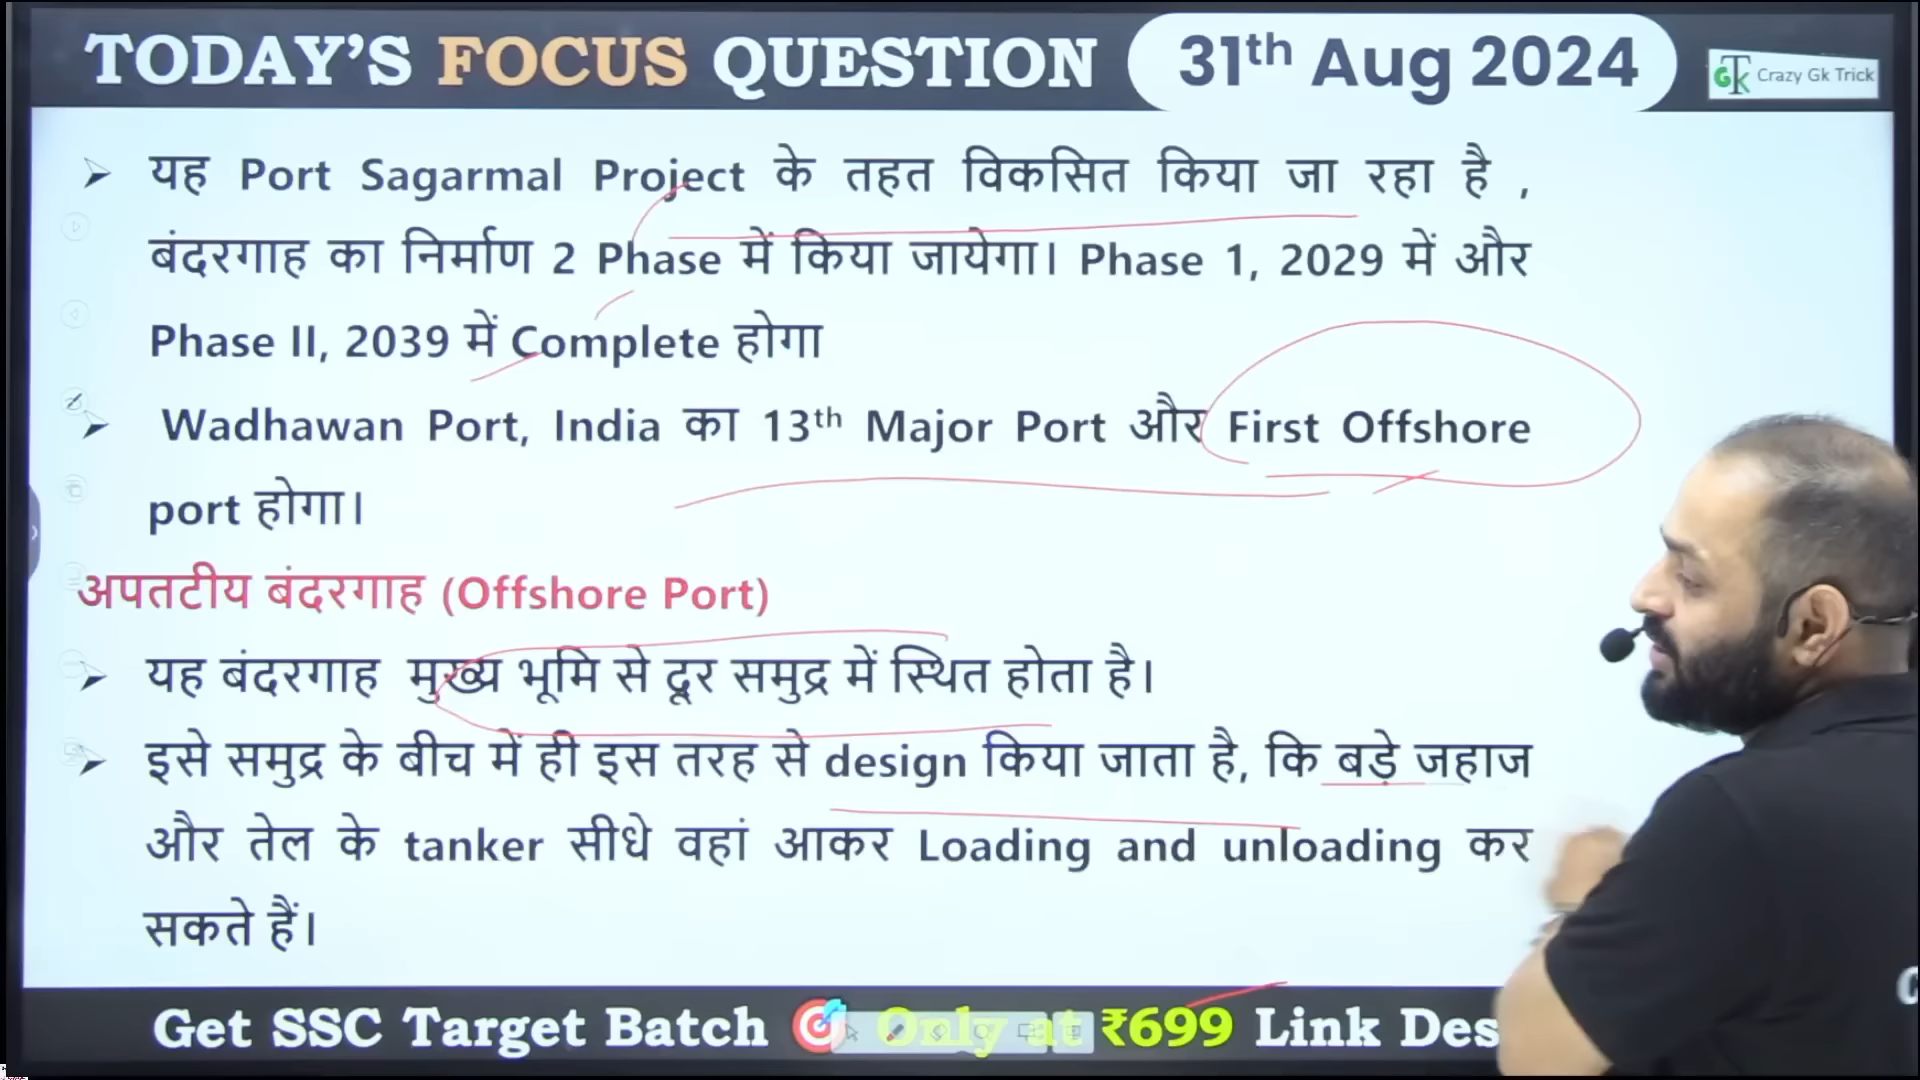 TODAY'S FOCUS QUESTION
31th Aug 2024
GTK Crazy Gk Trick
यह Port Sagarmal Project के तहत विकसित किया जा रहा है ,
बंदरगाह का निर्माण 2 Phase में किया जायेगा। Phase 1, 2029 में और
Phase II, 2039 में Complete होगा
Wadhawan Port, India का 13th Major Port और First Offshore
port होगा।
अपतटीय बंदरगाह (Offshore Port)
यह बंदरगाह मुख्य भूमि से दूर समुद्र में स्थित होता है।
इसे समुद्र के बीच में ही इस तरह से design किया जाता है, कि बड़े जहाज
और तेल के tanker सीधे वहां आकर Loading and unloading कर
सकते हैं।
Get SSC Target Batch Only at ₹699 Link Des